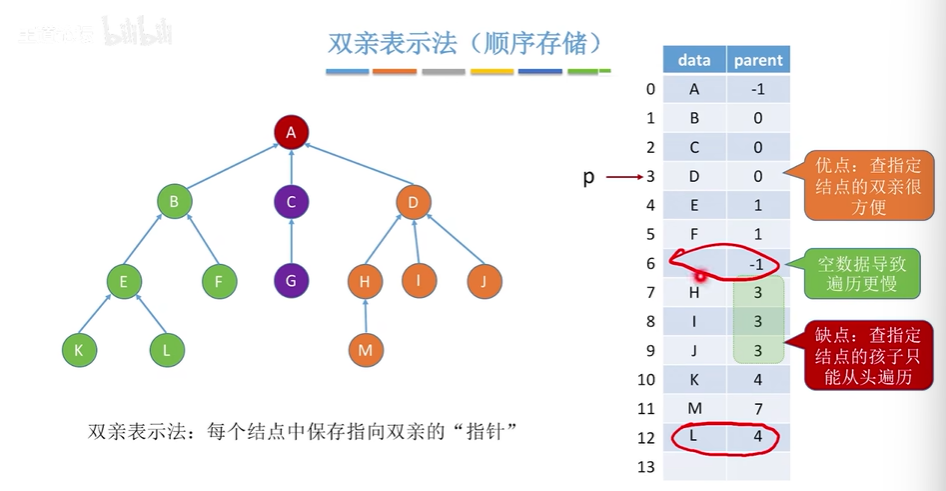 bilibili
双亲表示法（顺序存储）
data parent
0 A -1
1 B 0
2 C 0
p 3 D 0
4 E 1
5 F 1
6 -1
7 H 3
8 I 3
9 J 3
10 K 4
11 M 7
12 L 4
13
A
B C D
E F G H I J
K L M
优点：查指定
结点的双亲很
方便
空数据导致
遍历更慢
缺点：查指定
结点的孩子只
能从头遍历
双亲表示法：每个结点中保存指向双亲的“指针”